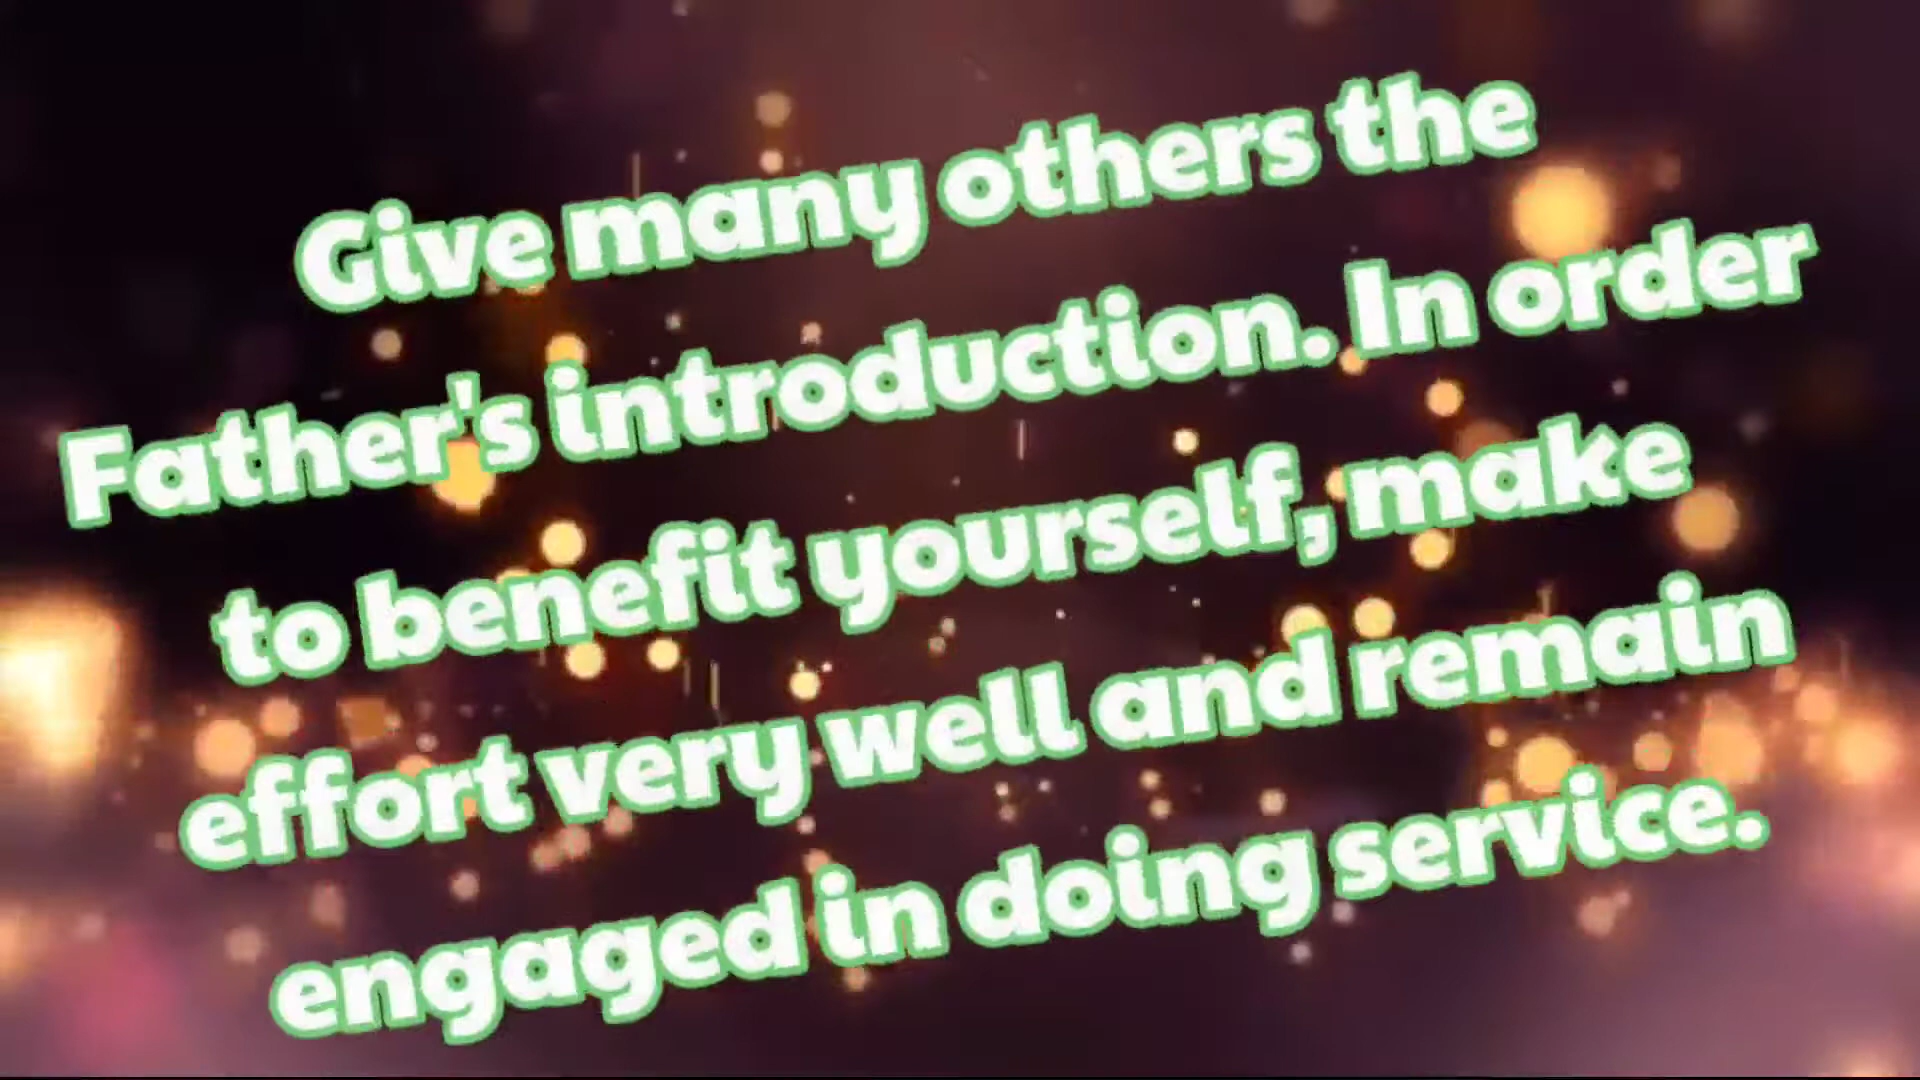 Give many others the
Father's introduction. In order
to benefit yourself, make
effort very well and remain
engaged in doing service.